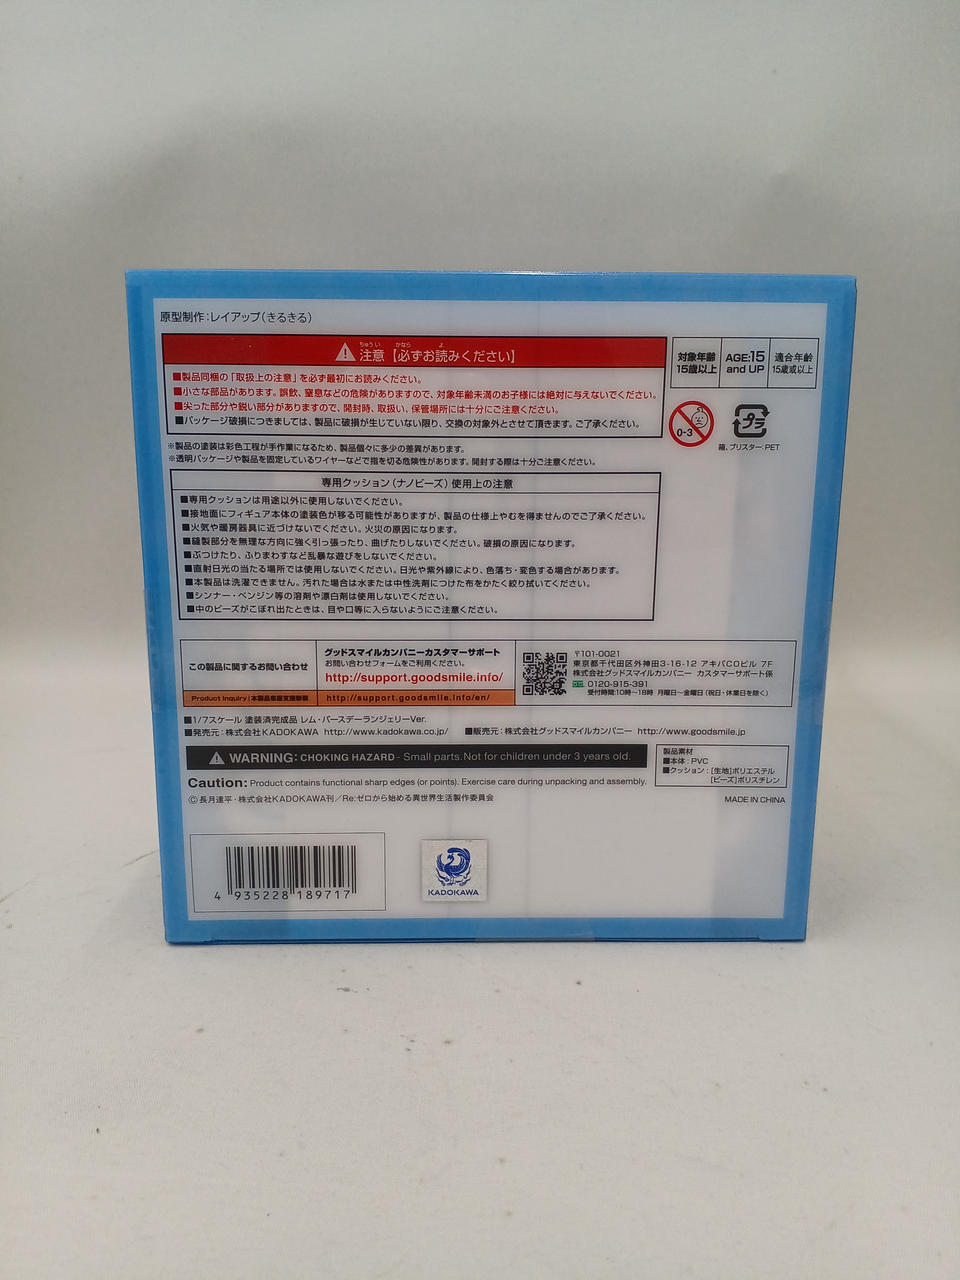 原型制作：レイアップ（きるきる）
ちゅうい かなら よ
注意【必ずお読みください】
■製品同梱の「取扱上の注意」を必ず最初にお読みください。
■小さな部品があります。誤飲、窒息などの危険がありますので、対象年齢未満のお子様には絶対に与えないでください。
■尖った部分や鋭い部分がありますので、開封時、取扱い、保管場所には十分にご注意ください。
■パッケージ破損につきましては、製品に破損が生じていない限り、交換の対象外とさせて頂きます。ご了承ください。
対象年齢
15歳以上
AGE:15
and UP
適合年齢
15歳或以上
0-3
プラ
箱、ブリスター：PET
※製品の塗装は彩色工程が手作業になるため、製品個々に多少の差異があります。
※透明パッケージや製品を固定しているワイヤーなどで指を切る危険性があります。開封する際は十分ご注意ください。
専用クッション（ナノビーズ）使用上の注意
■専用クッションは用途以外に使用しないでください。
■接地面にフィギュア本体の塗装色が移る可能性がありますが、製品の仕様上やむを得ませんのでご了承ください。
■火気や暖房器具に近づけないでください。火災の原因になります。
■縫製部分を無理な方向に強く引っ張ったり、曲げたりしないでください。破損の原因になります。
■ぶつけたり、ふりまわすなど乱暴な遊びをしないでください。
■直射日光の当たる場所では使用しないでください。日光や紫外線により、色落ち・変色する場合があります。
■本製品は洗濯できません。汚れた場合は水または中性洗剤につけた布をかたく絞り拭いてください。
■シンナー・ベンジン等の溶剤や漂白剤は使用しないでください。
■中のビーズがこぼれ出たときは、目や口等に入らないようにご注意ください。
この製品に関するお問い合わせ
グッドスマイルカンパニーカスタマーサポート
お問い合わせフォームをご利用ください。
http://support.goodsmile.info/
Product inquiry
http://support.goodsmile.info/en/
〒101-0021
東京都千代田区外神田3-16-12 アキバCOビル 7F
株式会社グッドスマイルカンパニー カスタマーサポート係
0120-915-391
受付時間：10時〜18時 月曜日〜金曜日（祝日・休業日を除く）
■1/7スケール 塗装済完成品 レム・バースデーランジェリーVer.
■発売元：株式会社KADOKAWA http://www.kadokawa.co.jp/ ■販売元：株式会社グッドスマイルカンパニー http://www.goodsmile.jp
WARNING: CHOKING HAZARD - Small parts. Not for children under 3 years old.
Caution: Product contains functional sharp edges (or points). Exercise care during unpacking and assembly.
製品素材
■本体：PVC
■クッション：[生地]ポリエステル
[ビーズ]ポリスチレン
© 長月達平・株式会社KADOKAWA刊／Re:ゼロから始める異世界生活製作委員会
MADE IN CHINA
4 935228 189717
KADOKAWA